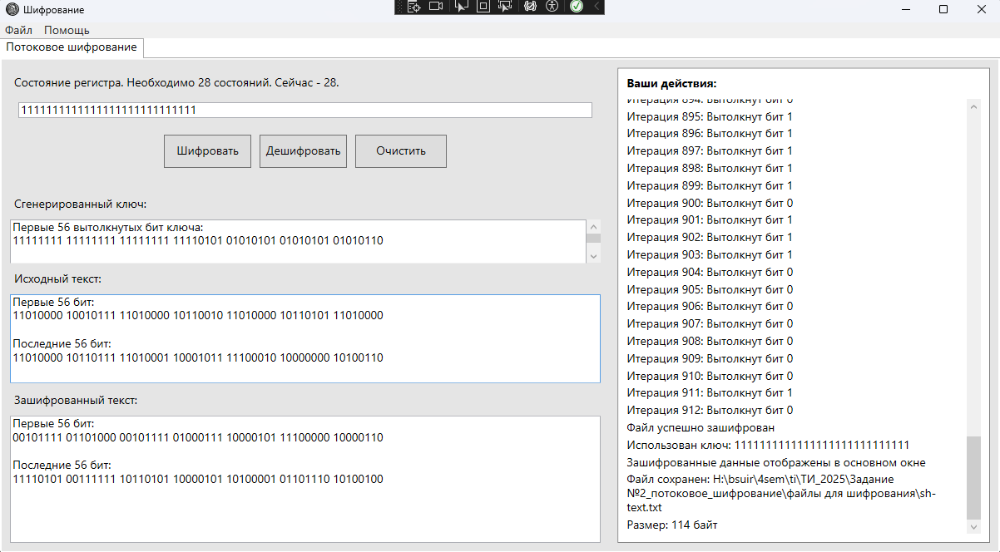 Шифрование
Файл Помощь
Потоковое шифрование
Состояние регистра. Необходимо 28 состояний. Сейчас - 28.
1111111111111111111111111111
Шифровать Дешифровать Очистить
Сгенерированный ключ:
Первые 56 вытолкнутых бит ключа:
11111111 11111111 11111111 11110101 01010101 01010101 01010110
Исходный текст:
Первые 56 бит:
11010000 10010111 11010000 10110010 11010000 10110101 11010000
Последние 56 бит:
11010000 10110111 11010001 10001011 11100010 10000000 10100110
Зашифрованный текст:
Первые 56 бит:
00101111 01101000 00101111 01000111 10000101 11100000 10000110
Последние 56 бит:
11110101 00111111 10110101 10000101 10100001 01101110 10100100
Ваши действия:
Итерация 894: Вытолкнут бит 0
Итерация 895: Вытолкнут бит 1
Итерация 896: Вытолкнут бит 1
Итерация 897: Вытолкнут бит 1
Итерация 898: Вытолкнут бит 1
Итерация 899: Вытолкнут бит 1
Итерация 900: Вытолкнут бит 0
Итерация 901: Вытолкнут бит 1
Итерация 902: Вытолкнут бит 1
Итерация 903: Вытолкнут бит 1
Итерация 904: Вытолкнут бит 0
Итерация 905: Вытолкнут бит 0
Итерация 906: Вытолкнут бит 0
Итерация 907: Вытолкнут бит 0
Итерация 908: Вытолкнут бит 0
Итерация 909: Вытолкнут бит 0
Итерация 910: Вытолкнут бит 0
Итерация 911: Вытолкнут бит 1
Итерация 912: Вытолкнут бит 0
Файл успешно зашифрован
Использован ключ: 1111111111111111111111111111
Зашифрованные данные отображены в основном окне
Файл сохранен: H:\bsuir\4sem\ti\ТИ_2025\Задание
№2_потоковое_шифрование\файлы для шифрования\sh-
text.txt
Размер: 114 байт